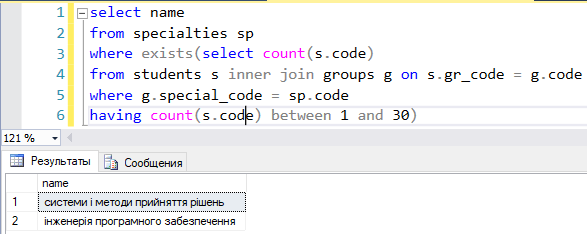 1 select name
2 from specialties sp
3 where exists(select count(s.code)
4 from students s inner join groups g on s.gr_code = g.code
5 where g.special_code = sp.code
6 having count(s.code) between 1 and 30)
121 %
Результаты Сообщения
name
1 системи і методи прийняття рішень
2 інженерія програмного забезпечення